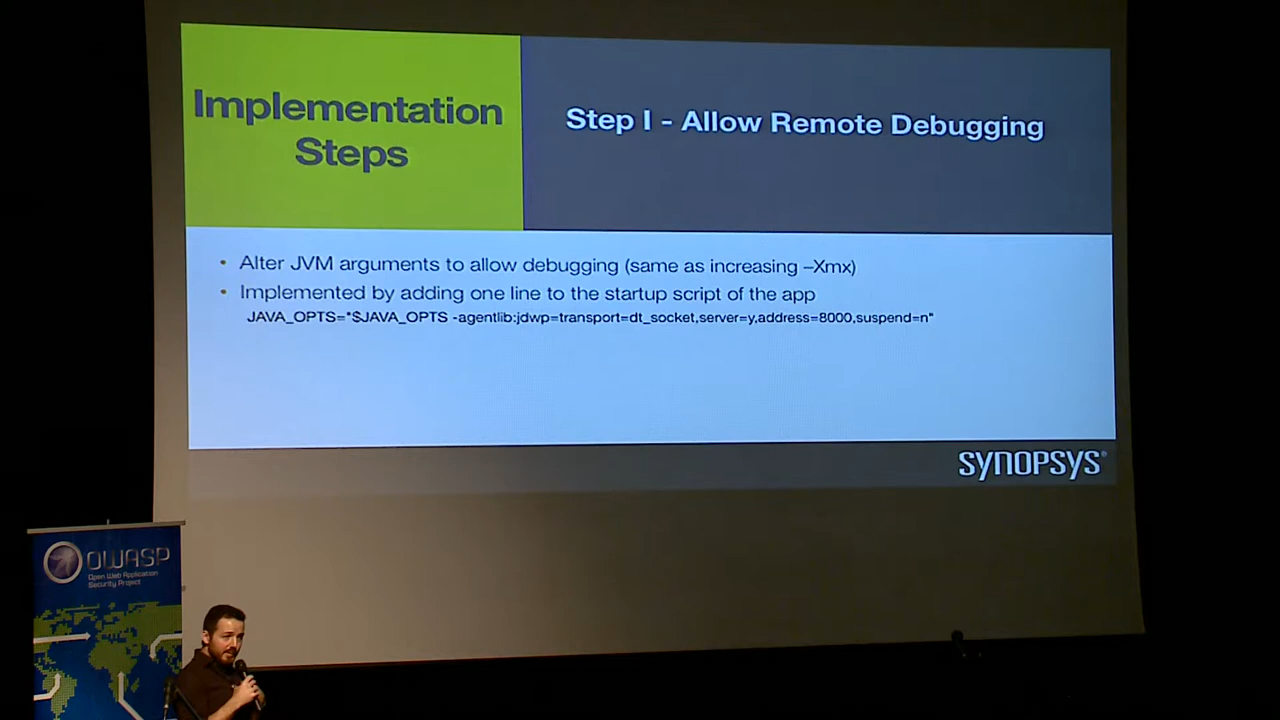 Implementation
Steps
Step I - Allow Remote Debugging
• Alter JVM arguments to allow debugging (same as increasing –Xmx)
• Implemented by adding one line to the startup script of the app
JAVA_OPTS="$JAVA_OPTS -agentlib:jdwp=transport=dt_socket,server=y,address=8000,suspend=n"
SYNOPSYS®
OWASP
Open Web Application
Security Project